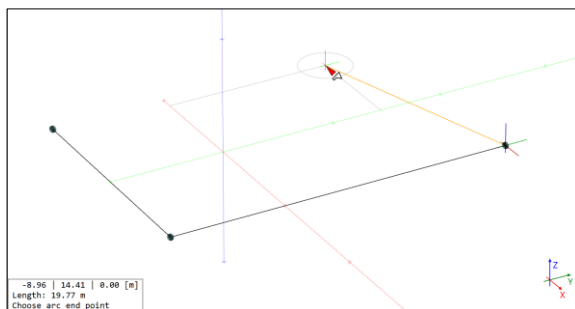 -8.96 | 14.41 | 0.00 [m]
Length: 19.77 m
Choose arc end point
Z
Y
X